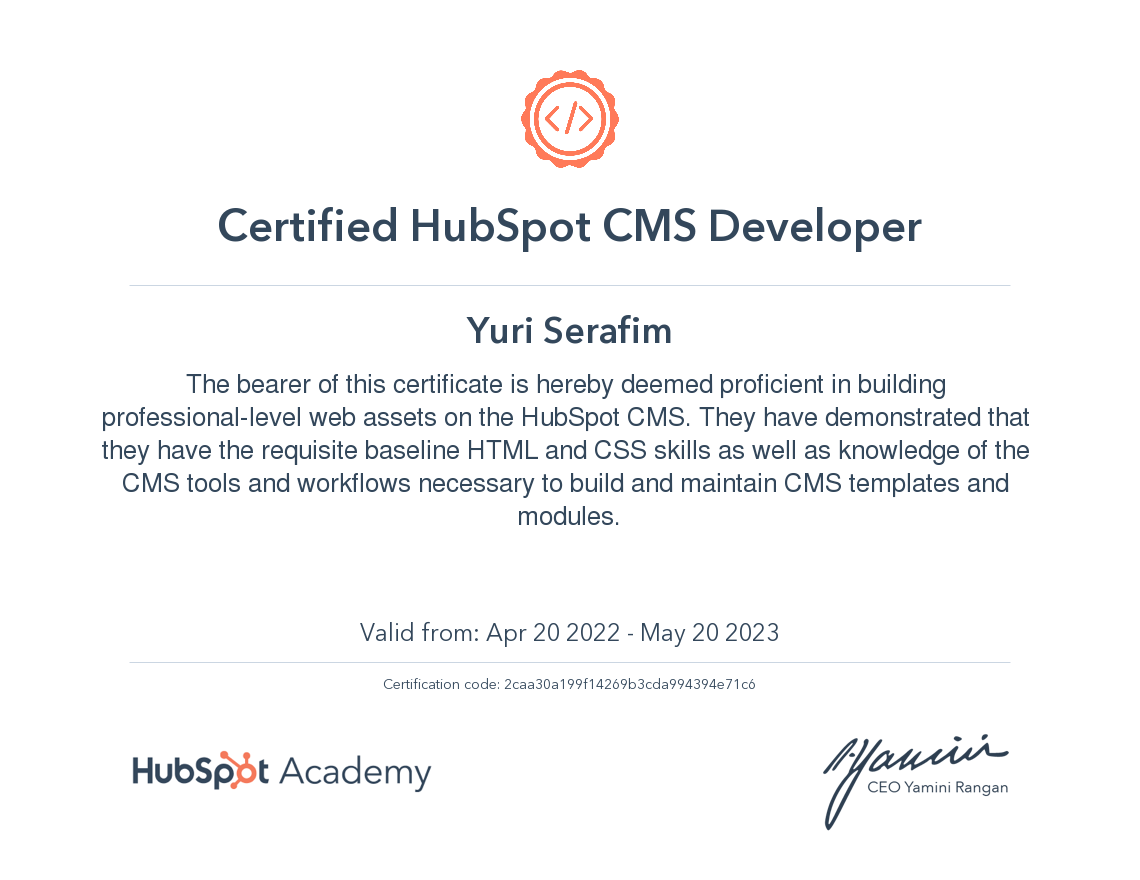 </>
Certified HubSpot CMS Developer
Yuri Serafim
The bearer of this certificate is hereby deemed proficient in building
professional-level web assets on the HubSpot CMS. They have demonstrated that
they have the requisite baseline HTML and CSS skills as well as knowledge of the
CMS tools and workflows necessary to build and maintain CMS templates and
modules.
Valid from: Apr 20 2022 - May 20 2023
Certification code: 2caa30a199f14269b3cda994394e71c6
HubSpot Academy
CEO Yamini Rangan